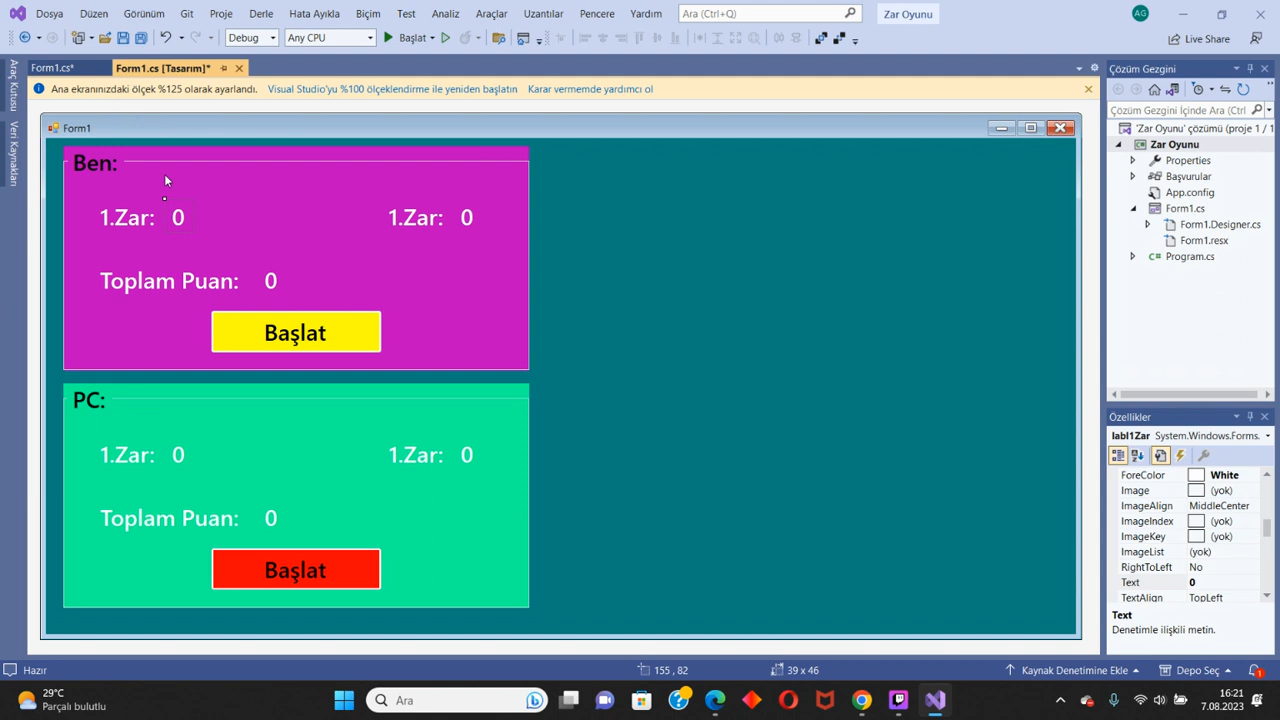 Dosya Düzen Görünüm Git Proje Derle Hata Ayıkla Biçim Test Analiz Araçlar Uzantılar Pencere Yardım Ara (Ctrl+Q) Zar Oyunu AG
Debug Any CPU Başlat Live Share
Form1.cs* Form1.cs [Tasarım]* Çözüm Gezgini
Ana ekranınızdaki ölçek %125 olarak ayarlandı. Visual Studio'yu %100 ölçeklendirme ile yeniden başlatın Karar vermemde yardımcı ol
Araç Kutusu
Veri Kaynakları
Form1
Ben:
1.Zar: 0 1.Zar: 0
Toplam Puan: 0
Başlat
PC:
1.Zar: 0 1.Zar: 0
Toplam Puan: 0
Başlat
Çözüm Gezgini İçinde Ara (Ctrl
'Zar Oyunu' çözümü (proje 1 / 1
Zar Oyunu
Properties
Başvurular
App.config
Form1.cs
Form1.Designer.cs
Form1.resx
C# Program.cs
Özellikler
labl1Zar System.Windows.Forms.
ForeColor White
Image (yok)
ImageAlign MiddleCenter
ImageIndex (yok)
ImageKey (yok)
ImageList (yok)
RightToLeft No
Text 0
TextAlign TopLeft
Text
Denetimle ilişkili metin.
Hazır 155 , 82 39 x 46 Kaynak Denetimine Ekle Depo Seç 1
29°C
Parçalı bulutlu
Ara
16:21
7.08.2023